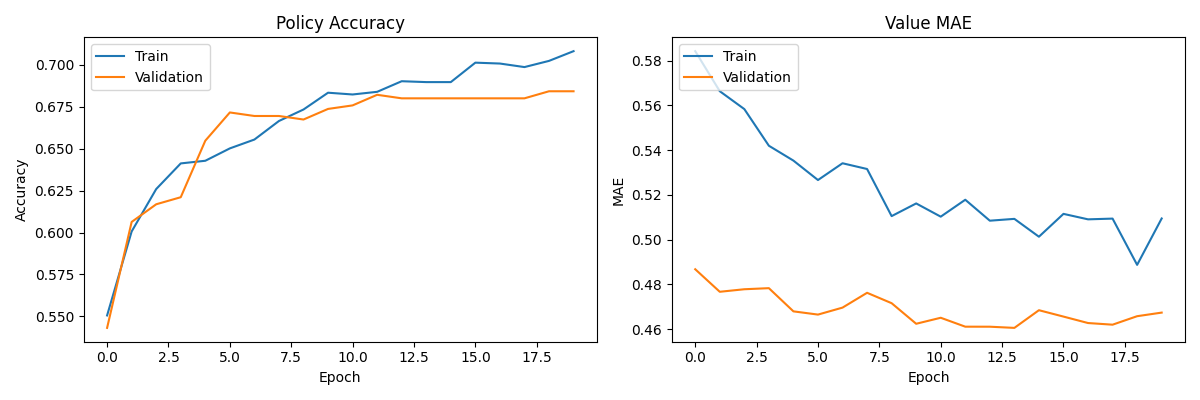 Policy Accuracy
Train
Validation
0.700
0.675
0.650
0.625
0.600
0.575
0.550
Accuracy
0.0 2.5 5.0 7.5 10.0 12.5 15.0 17.5
Epoch
Value MAE
Train
Validation
0.58
0.56
0.54
0.52
0.50
0.48
0.46
MAE
0.0 2.5 5.0 7.5 10.0 12.5 15.0 17.5
Epoch